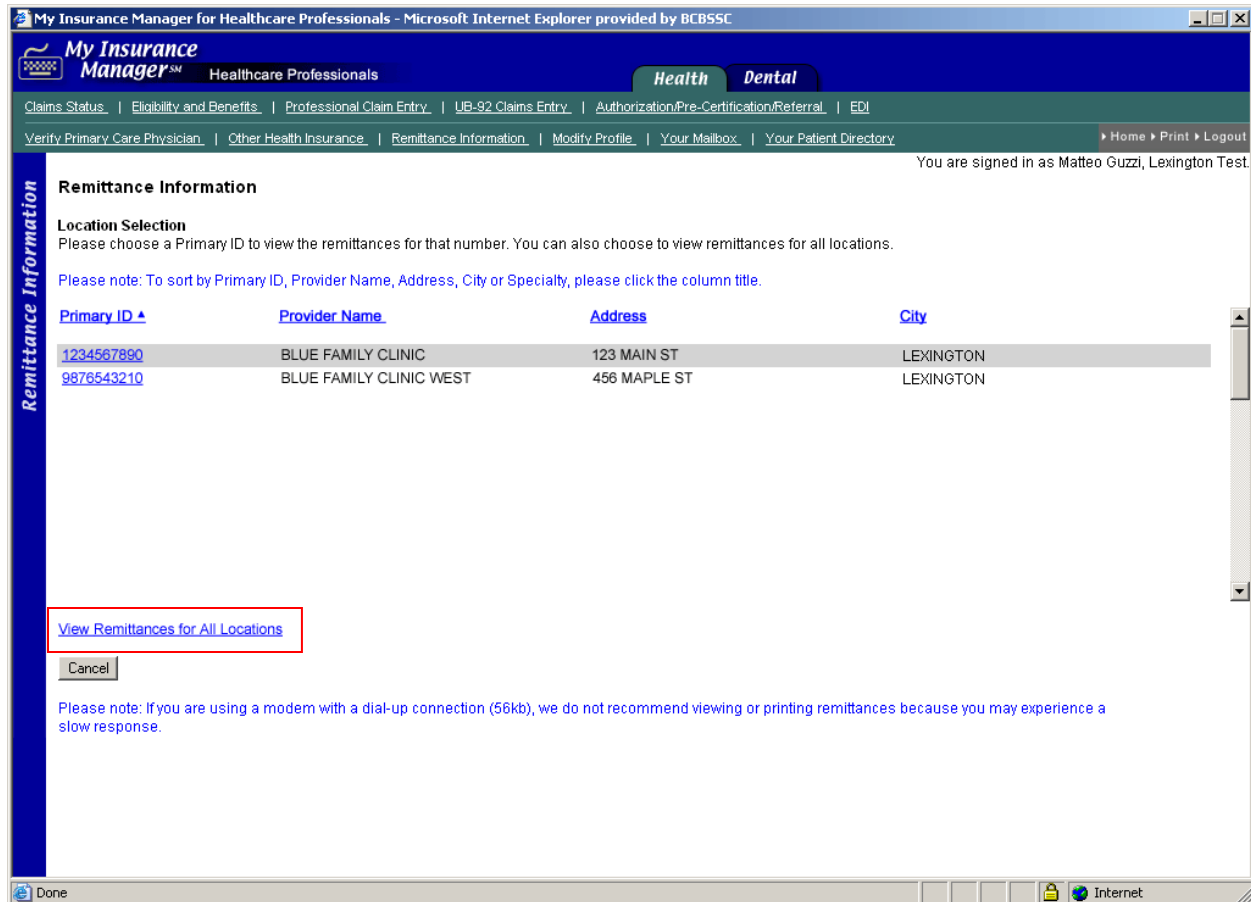 My Insurance Manager for Healthcare Professionals - Microsoft Internet Explorer provided by BCBSSC
My Insurance
Manager SM Healthcare Professionals
Health Dental
Claims Status | Eligibility and Benefits | Professional Claim Entry | UB-92 Claims Entry | Authorization/Pre-Certification/Referral | EDI
Verify Primary Care Physician | Other Health Insurance | Remittance Information | Modify Profile | Your Mailbox | Your Patient Directory
Home Print Logout
You are signed in as Matteo Guzzi, Lexington Test.
Remittance Information
Remittance Information
Location Selection
Please choose a Primary ID to view the remittances for that number. You can also choose to view remittances for all locations.
Please note: To sort by Primary ID, Provider Name, Address, City or Specialty, please click the column title.
Primary ID Provider Name Address City
1234567890 BLUE FAMILY CLINIC 123 MAIN ST LEXINGTON
9876543210 BLUE FAMILY CLINIC WEST 456 MAPLE ST LEXINGTON
View Remittances for All Locations
Cancel
Please note: If you are using a modem with a dial-up connection (56kb), we do not recommend viewing or printing remittances because you may experience a
slow response.
Done Internet